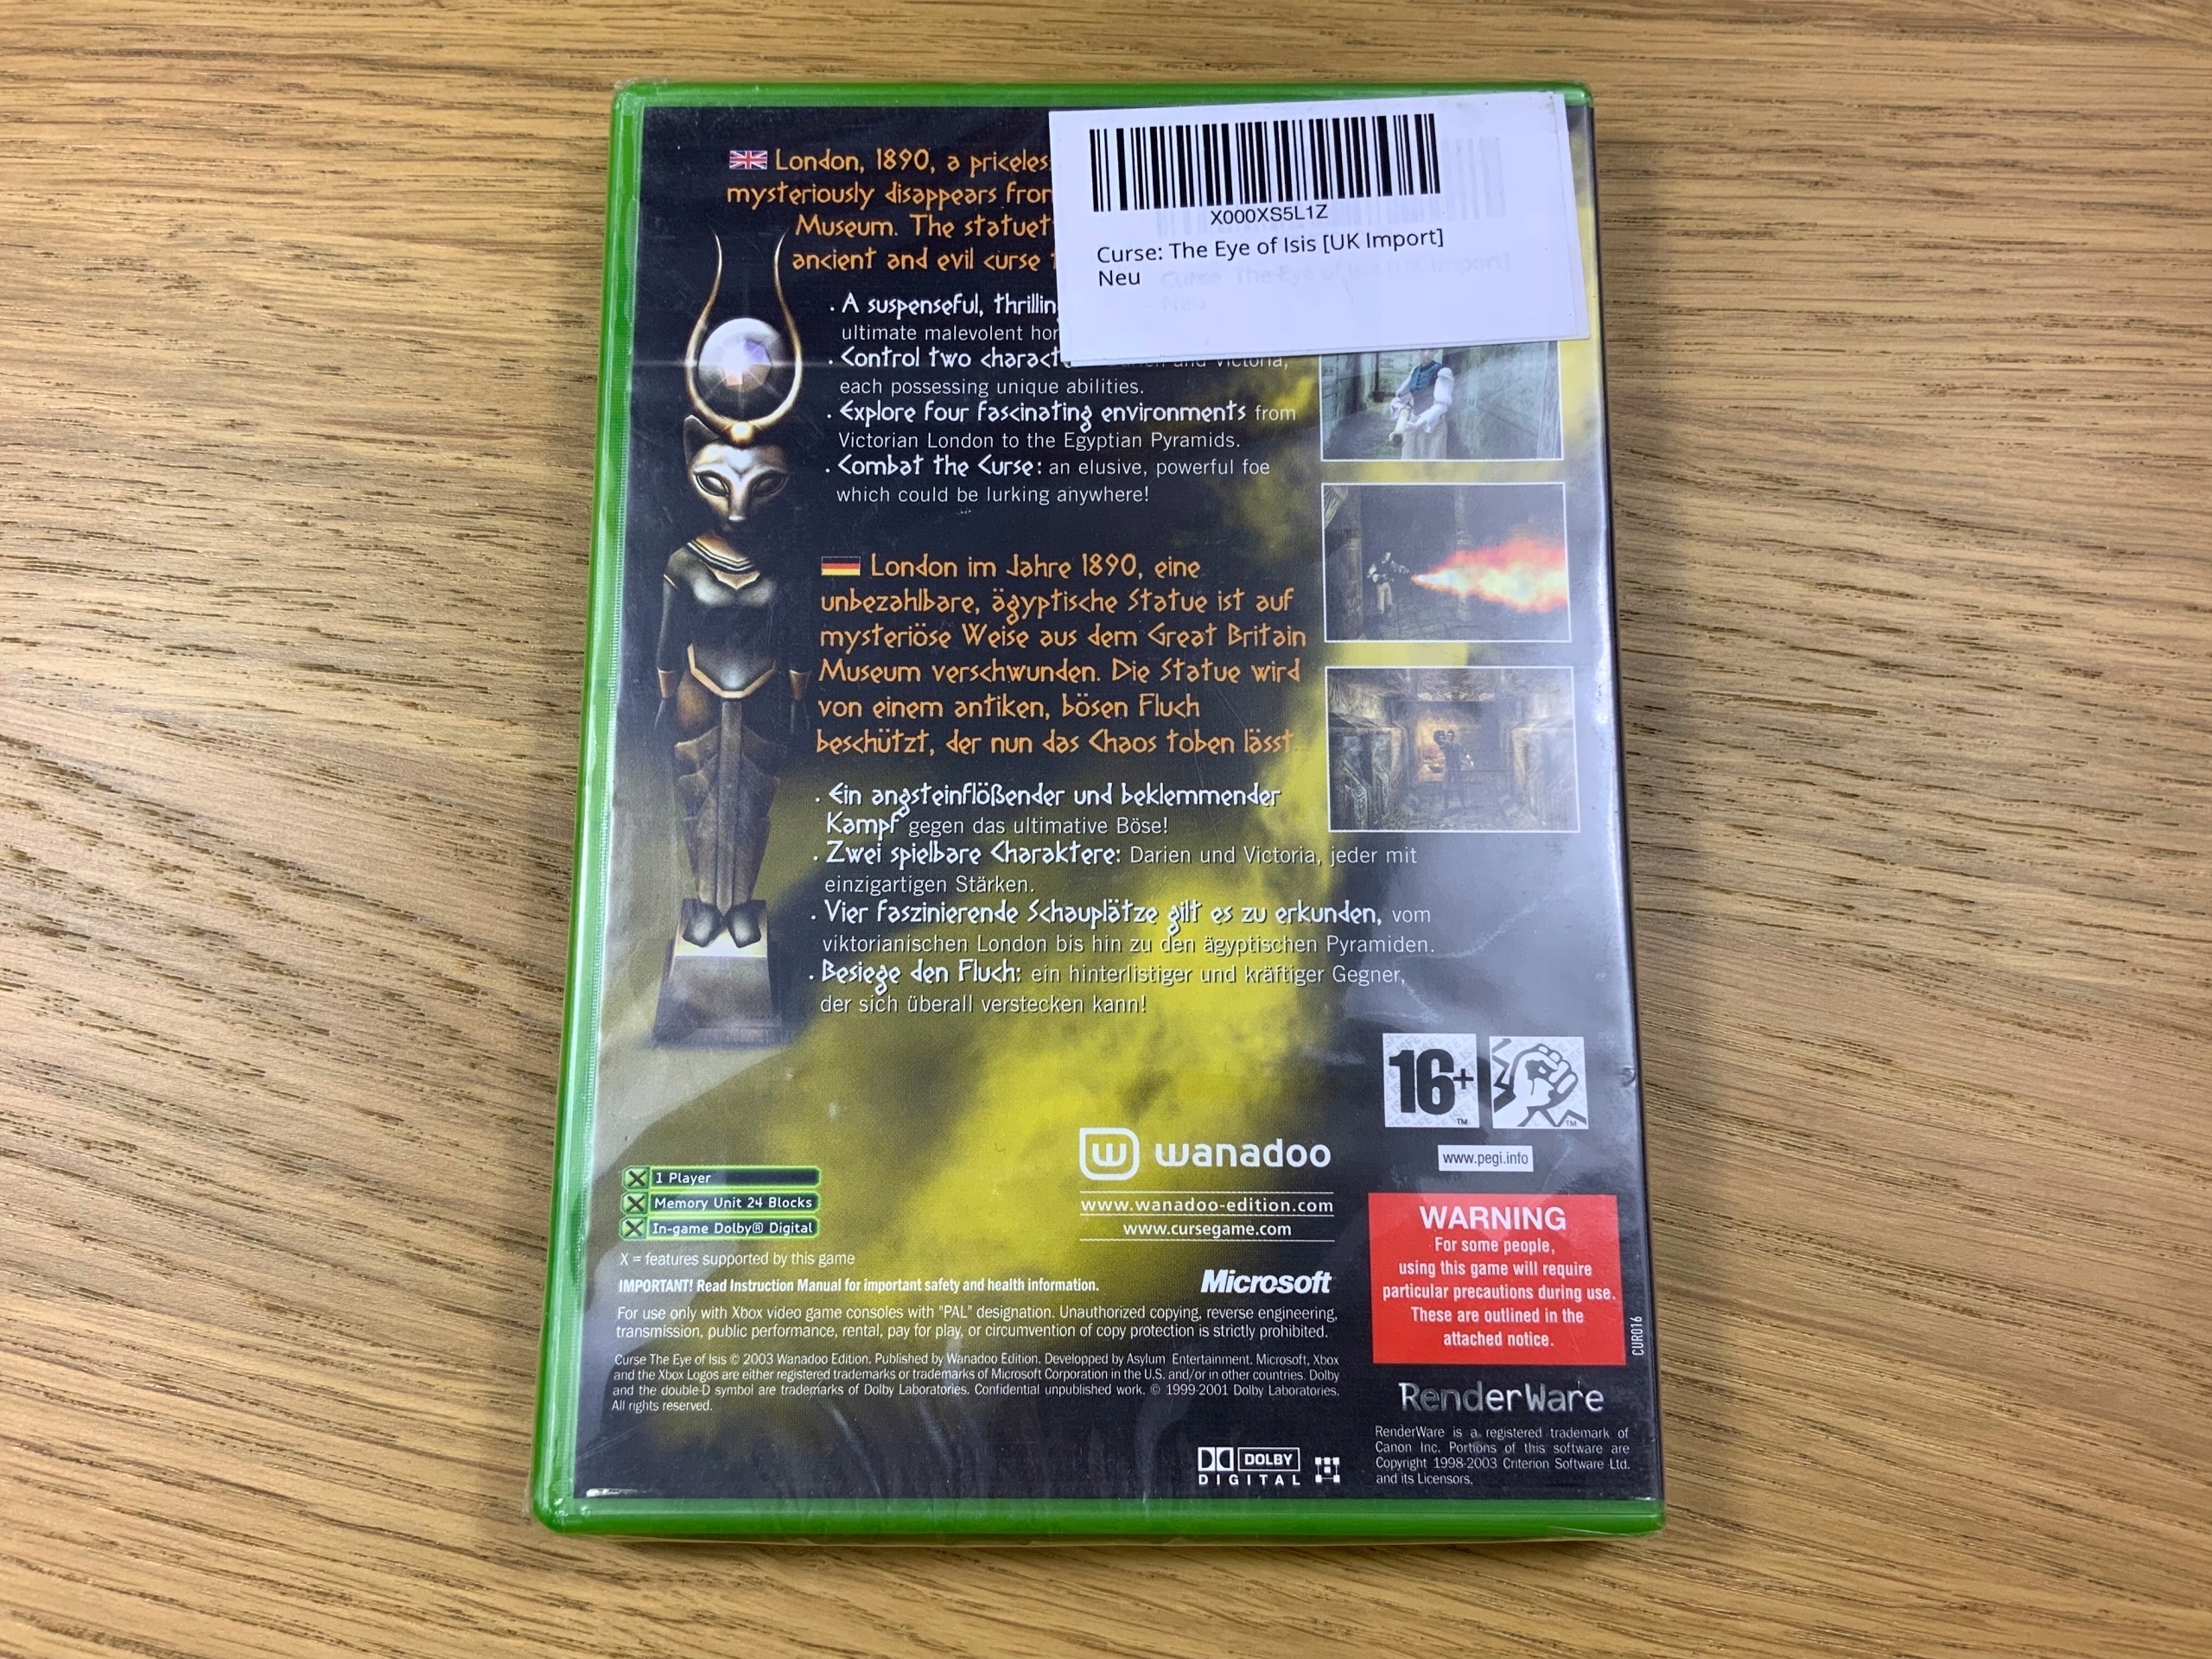 X000XS5L1Z
Curse: The Eye of Isis [UK Import]
Neu
London, 1890, a priceles
mysteriously disappears fron
Museum. The statuet
ancient and evil curse
. A suspenseful, thrillin
ultimate malevolent hor
. Control two charact
and Victoria,
each possessing unique abilities.
. Explore four fascinating environments from
Victorian London to the Egyptian Pyramids.
. Combat the Curse: an elusive, powerful foe
which could be lurking anywhere!
London im Jahre 1890, eine
unbezahlbare, ägyptische Statue ist auf
mysteriöse Weise aus dem Great Britain
Museum verschwunden. Die Statue wird
von einem antiken, bösen Fluch
beschützt, der nun das Chaos toben lässt.
. Ein angsteinflößender und beklemmender
Kampf gegen das ultimative Böse!
. Zwei spielbare Charaktere: Darien und Victoria, jeder mit
einzigartigen Stärken.
. Vier faszinierende Schauplätze gilt es zu erkunden, vom
viktorianischen London bis hin zu den ägyptischen Pyramiden.
. Besiege den Fluch: ein hinterlistiger und kräftiger Gegner,
der sich überall verstecken kann!
16+
TM
TM
www.pegi.info
w wanadoo
www.wanadoo-edition.com
www.cursegame.com
X 1 Player
X Memory Unit 24 Blocks
X In-game Dolby® Digital
X = features supported by this game
IMPORTANT! Read Instruction Manual for important safety and health information.
Microsoft
For use only with Xbox video game consoles with "PAL" designation. Unauthorized copying, reverse engineering,
transmission, public performance, rental, pay for play, or circumvention of copy protection is strictly prohibited.
Curse The Eye of Isis © 2003 Wanadoo Edition. Published by Wanadoo Edition. Developped by Asylum Entertainment. Microsoft, Xbox
and the Xbox Logos are either registered trademarks or trademarks of Microsoft Corporation in the U.S. and/or in other countries. Dolby
and the double-D symbol are trademarks of Dolby Laboratories. Confidential unpublished work. © 1999-2001 Dolby Laboratories.
All rights reserved.
WARNING
For some people,
using this game will require
particular precautions during use.
These are outlined in the
attached notice.
CUR016
RenderWare
RenderWare is a registered trademark of
Canon Inc. Portions of this software are
Copyright 1998-2003 Criterion Software Ltd.
and its Licensors.
DOLBY
DIGITAL